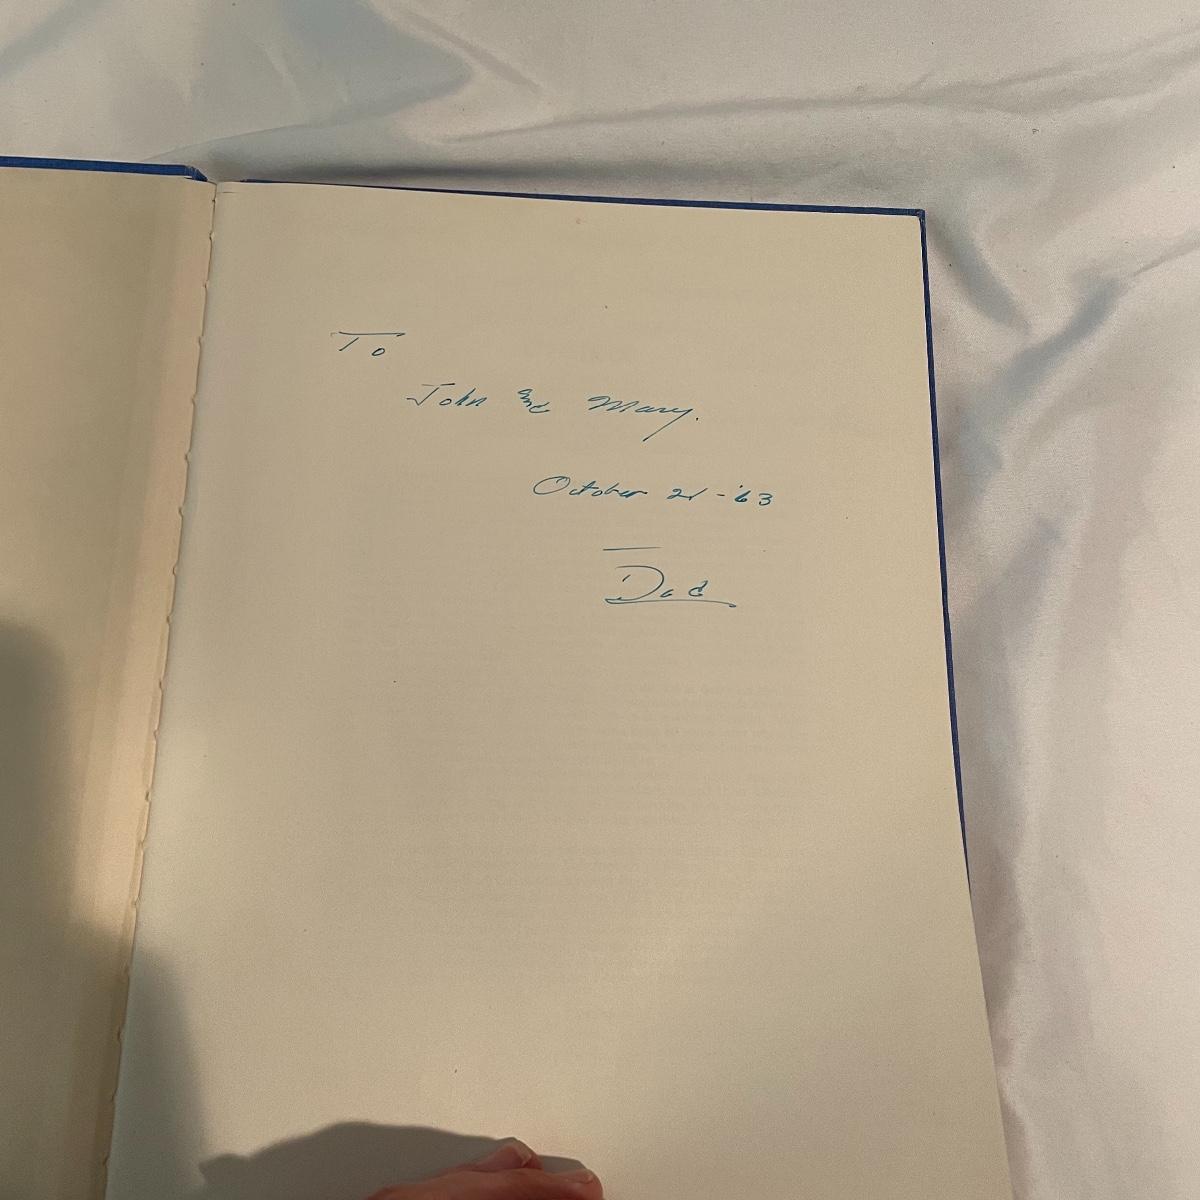 To
John and Mary.
October 21 - '63
Dad